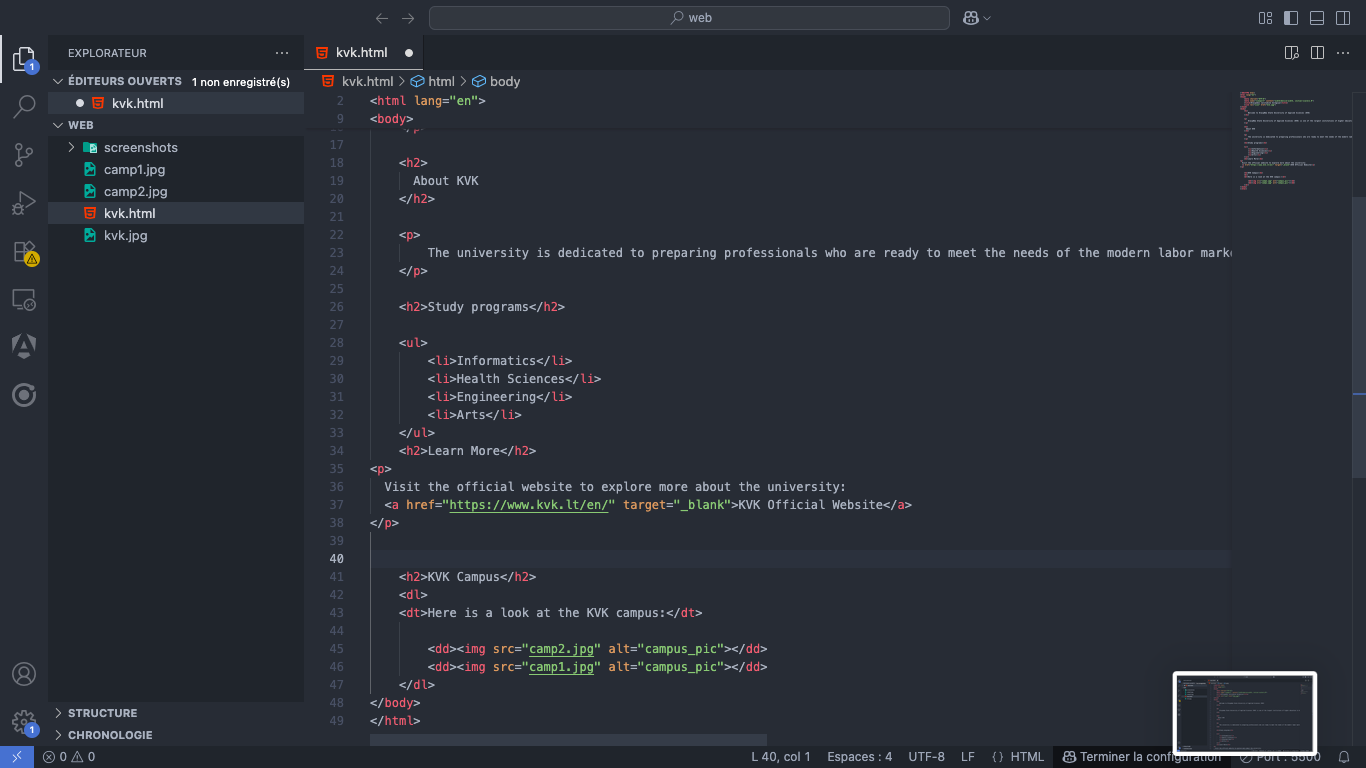 web
EXPLORATEUR
ÉDITEURS OUVERTS 1 non enregistré(s)
kvk.html
WEB
screenshots
camp1.jpg
camp2.jpg
kvk.html
kvk.jpg
STRUCTURE
CHRONOLOGIE
1
1
kvk.html
kvk.html > html > body
2 <html lang="en">
9 <body>
17
18 <h2>
19 About KVK
20 </h2>
21
22 <p>
23 The university is dedicated to preparing professionals who are ready to meet the needs of the modern labor mark
24 </p>
25
26 <h2>Study programs</h2>
27
28 <ul>
29 <li>Informatics</li>
30 <li>Health Sciences</li>
31 <li>Engineering</li>
32 <li>Arts</li>
33 </ul>
34 <h2>Learn More</h2>
35 <p>
36 Visit the official website to explore more about the university:
37 <a href="https://www.kvk.lt/en/" target="_blank">KVK Official Website</a>
38 </p>
39
40
41 <h2>KVK Campus</h2>
42 <dl>
43 <dt>Here is a look at the KVK campus:</dt>
44
45 <dd><img src="camp2.jpg" alt="campus_pic"></dd>
46 <dd><img src="camp1.jpg" alt="campus_pic"></dd>
47 </dl>
48 </body>
49 </html>
0 0 L 40, col 1 Espaces : 4 UTF-8 LF {} HTML Terminer la configuration Port : 5500